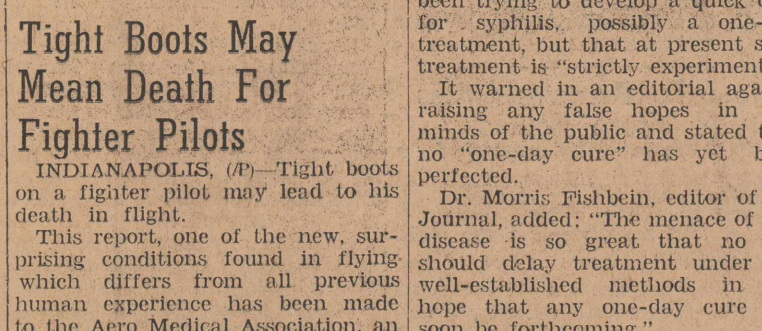 Tight Boots May
Mean Death For
Fighter Pilots
INDIANAPOLIS, (/P)—Tight boots
on a fighter pilot may lead to his
death in flight.
This report, one of the new, sur-
prising conditions found in flying
which differs from all previous
human experience has been made
to the Aero Medical Association, an
been trying to develop a quick
for syphilis, possibly a one-
treatment, but that at present
treatment is "strictly experiment
It warned in an editorial aga
raising any false hopes in
minds of the public and stated
no "one-day cure" has yet
perfected.
Dr. Morris Fishbein, editor of
Journal, added: "The menace of
disease is so great that no
should delay treatment under
well-established methods in
hope that any one-day cure
soon be forthcoming."